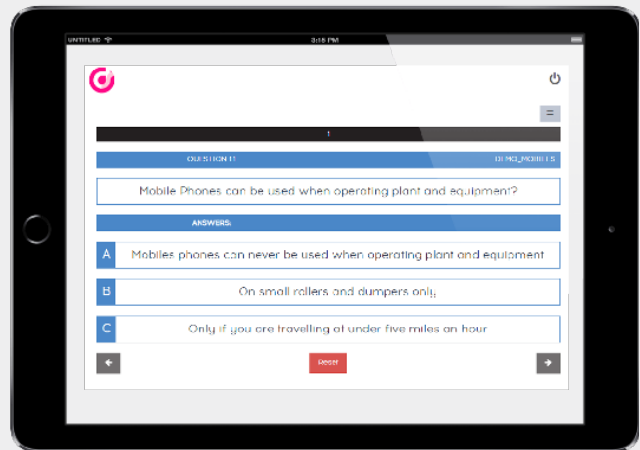 UNTITLED 3:15 PM
=
1
QUESTION 1 DEMO_MOBILES
Mobile Phones can be used when operating plant and equipment?
ANSWERS:
A Mobiles phones can never be used when operating plant and equipment
B On small rollers and dumpers only
C Only if you are travelling at under five miles an hour
Reset